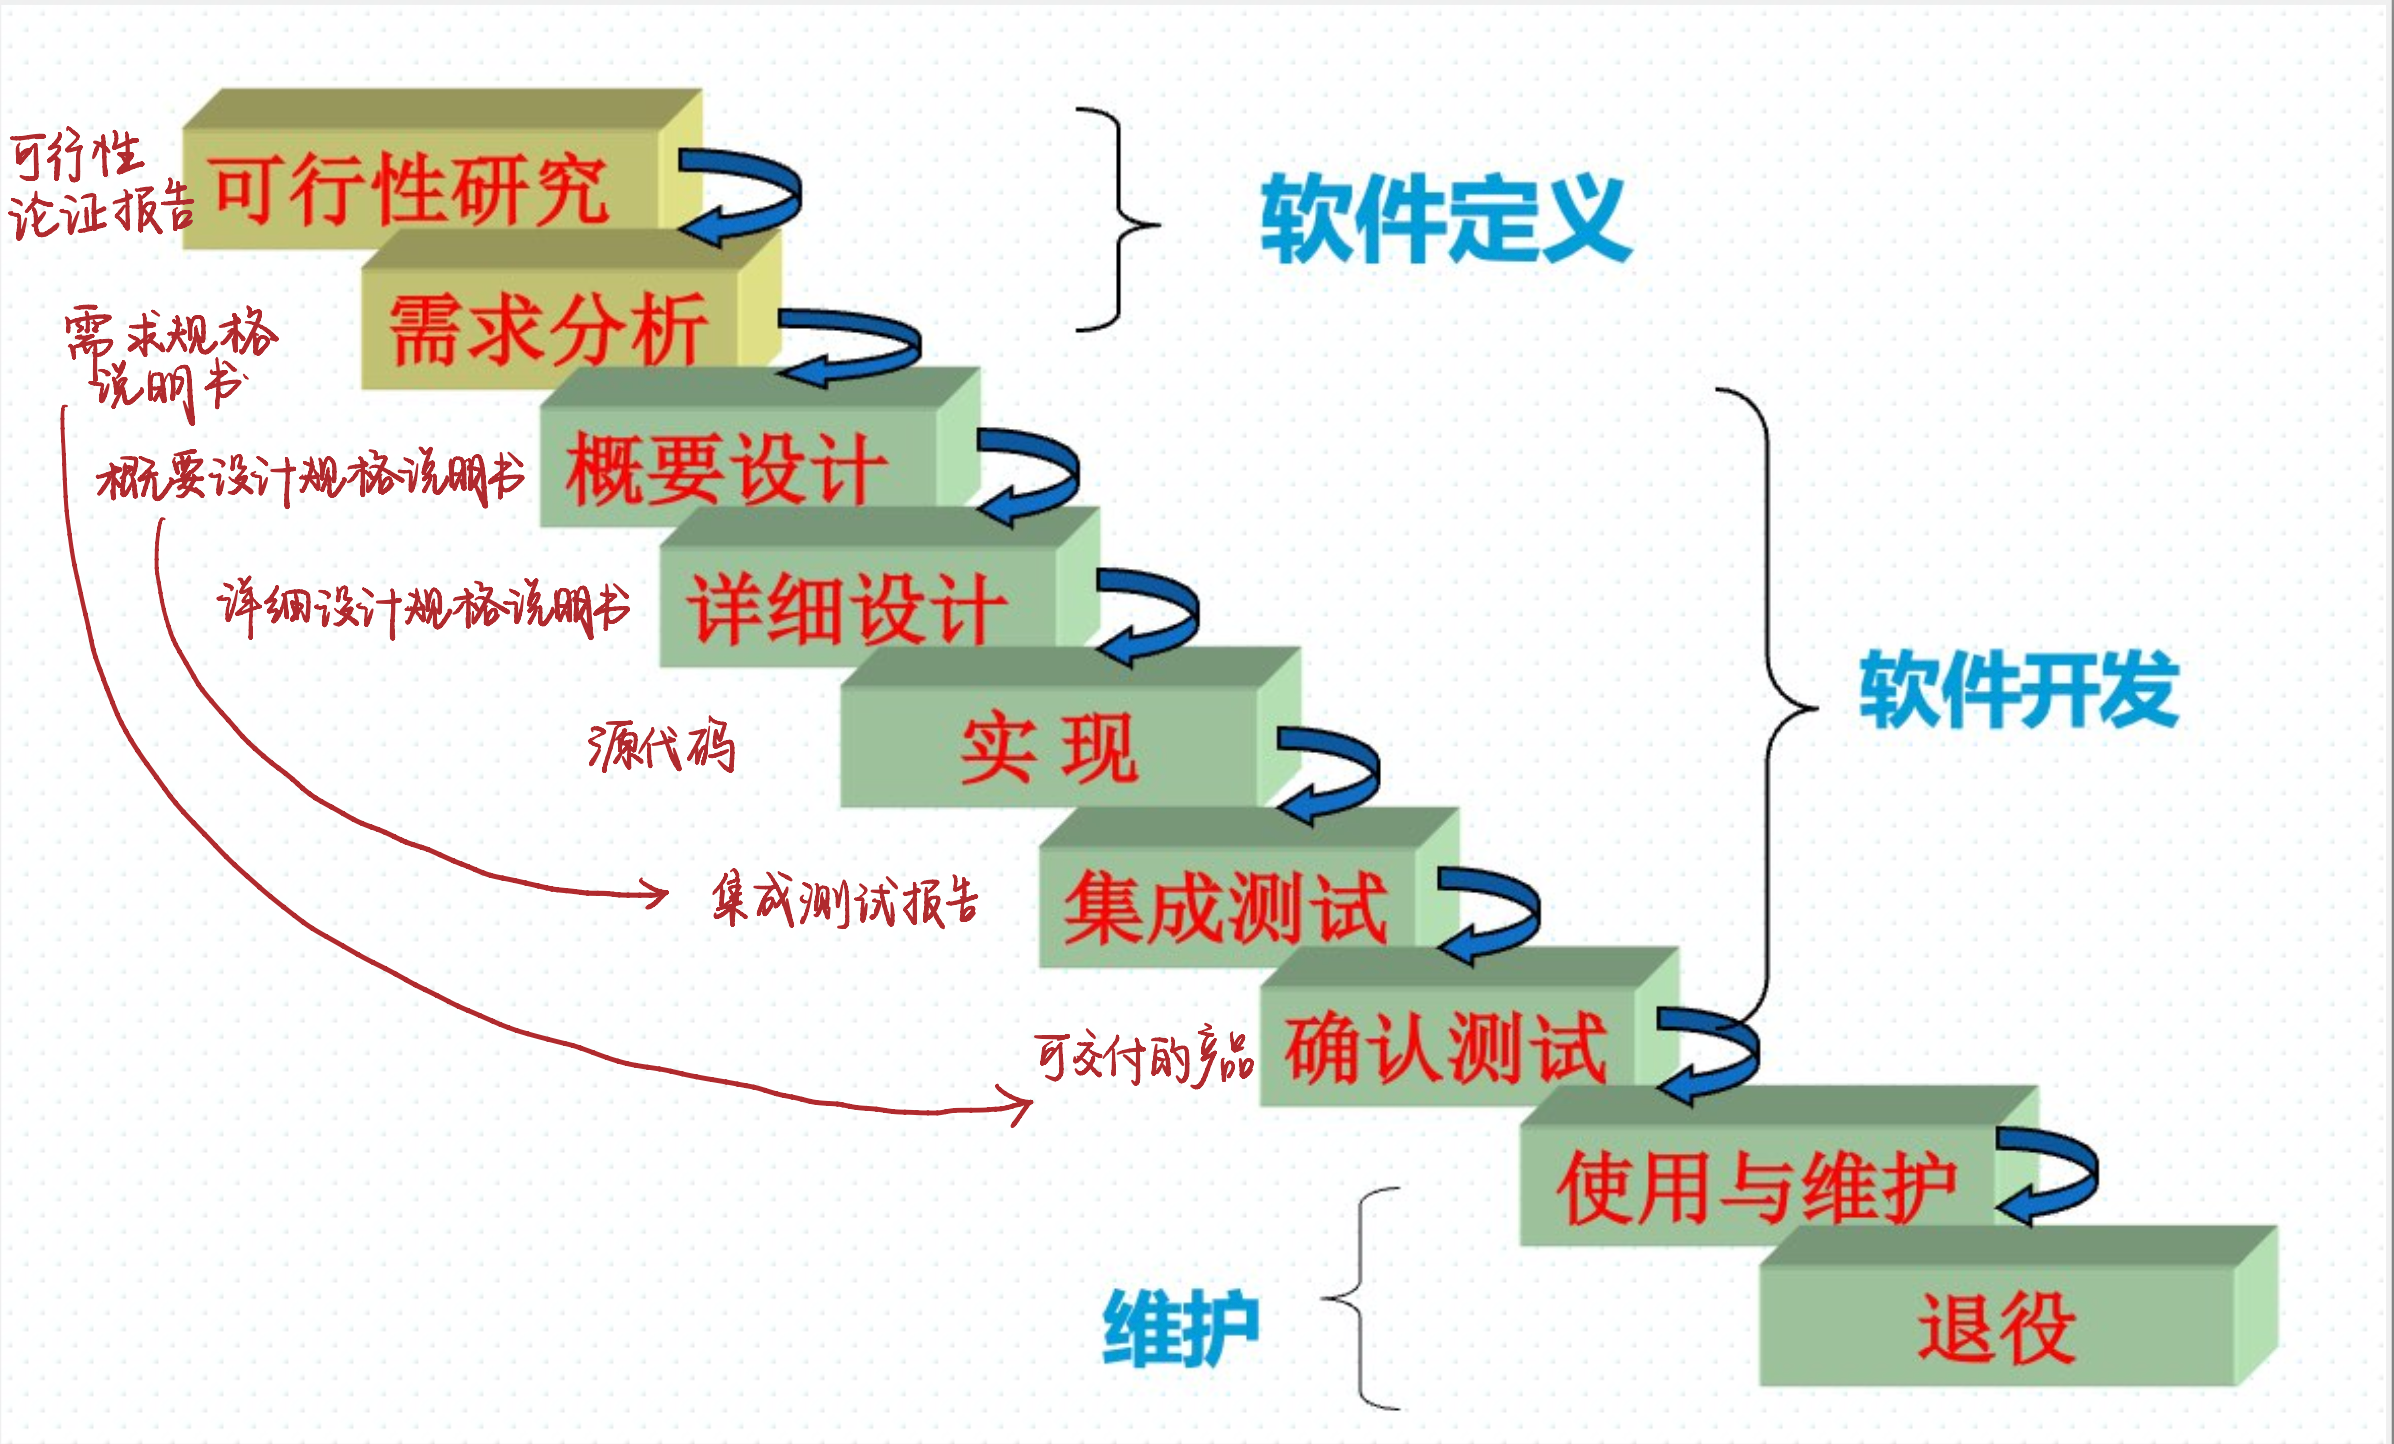 可行性
论证报告
可行性研究
软件定义
需求规格
说明书
需求分析
概要设计规格说明书
概要设计
详细设计规格说明书
详细设计
软件开发
源代码
实 现
集成测试报告
集成测试
可交付的产品
确认测试
使用与维护
维护
退役